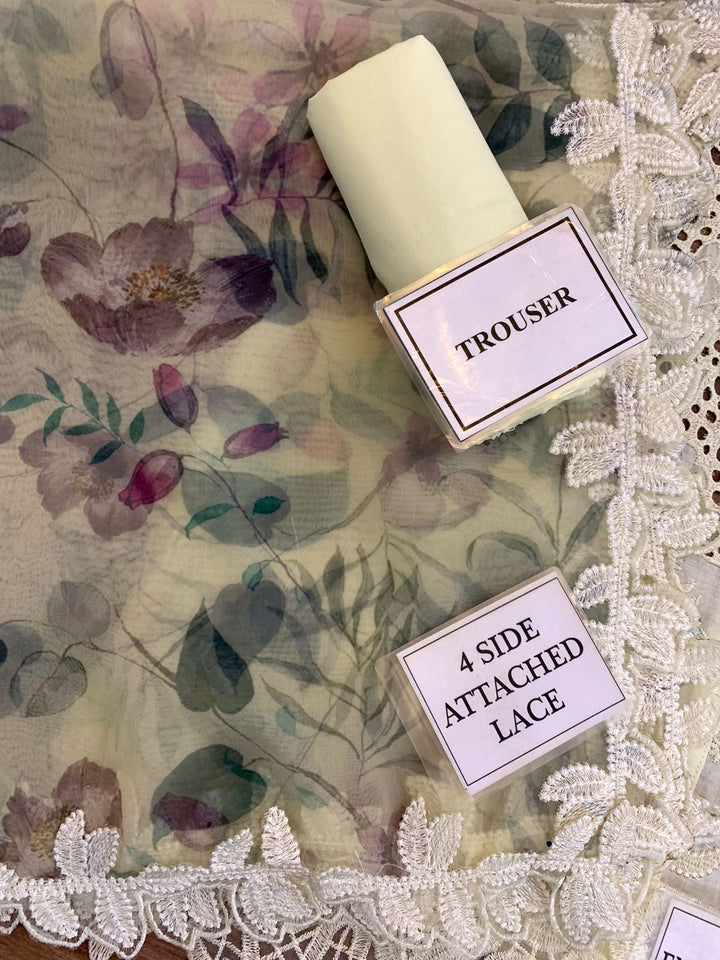 TROUSER
4 SIDE
ATTACHED
LACE